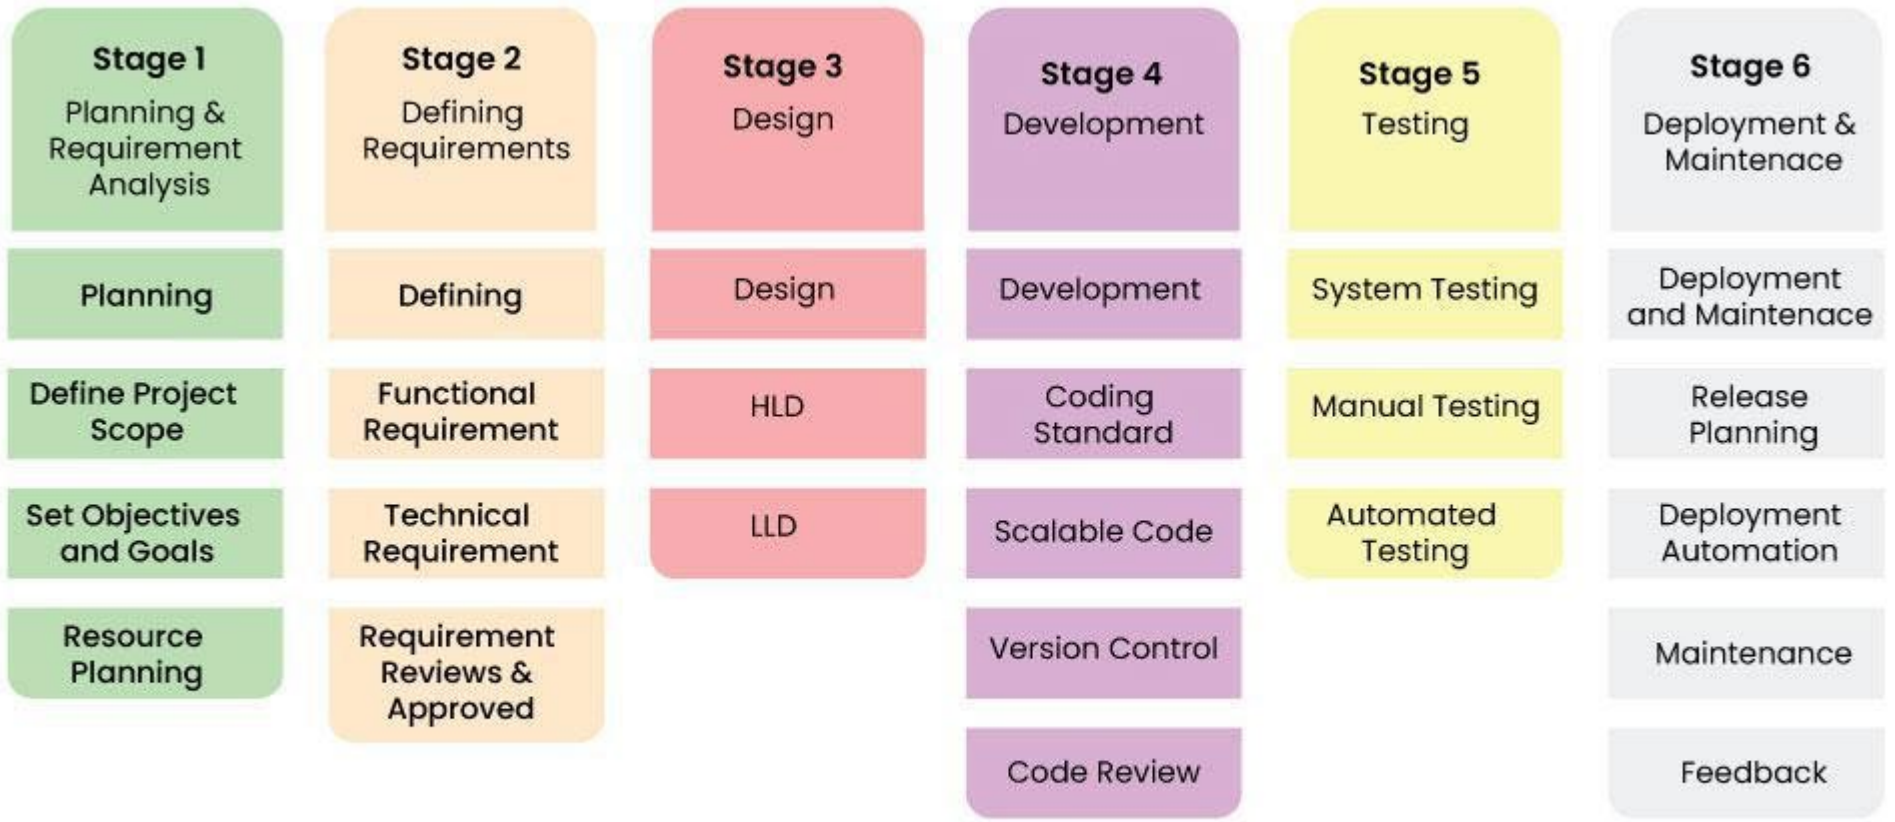 Stage 1
Planning &
Requirement
Analysis
Planning
Define Project
Scope
Set Objectives
and Goals
Resource
Planning
Stage 2
Defining
Requirements
Defining
Functional
Requirement
Technical
Requirement
Requirement
Reviews &
Approved
Stage 3
Design
Design
HLD
LLD
Stage 4
Development
Development
Coding
Standard
Scalable Code
Version Control
Code Review
Stage 5
Testing
System Testing
Manual Testing
Automated
Testing
Stage 6
Deployment &
Maintenace
Deployment
and Maintenace
Release
Planning
Deployment
Automation
Maintenance
Feedback